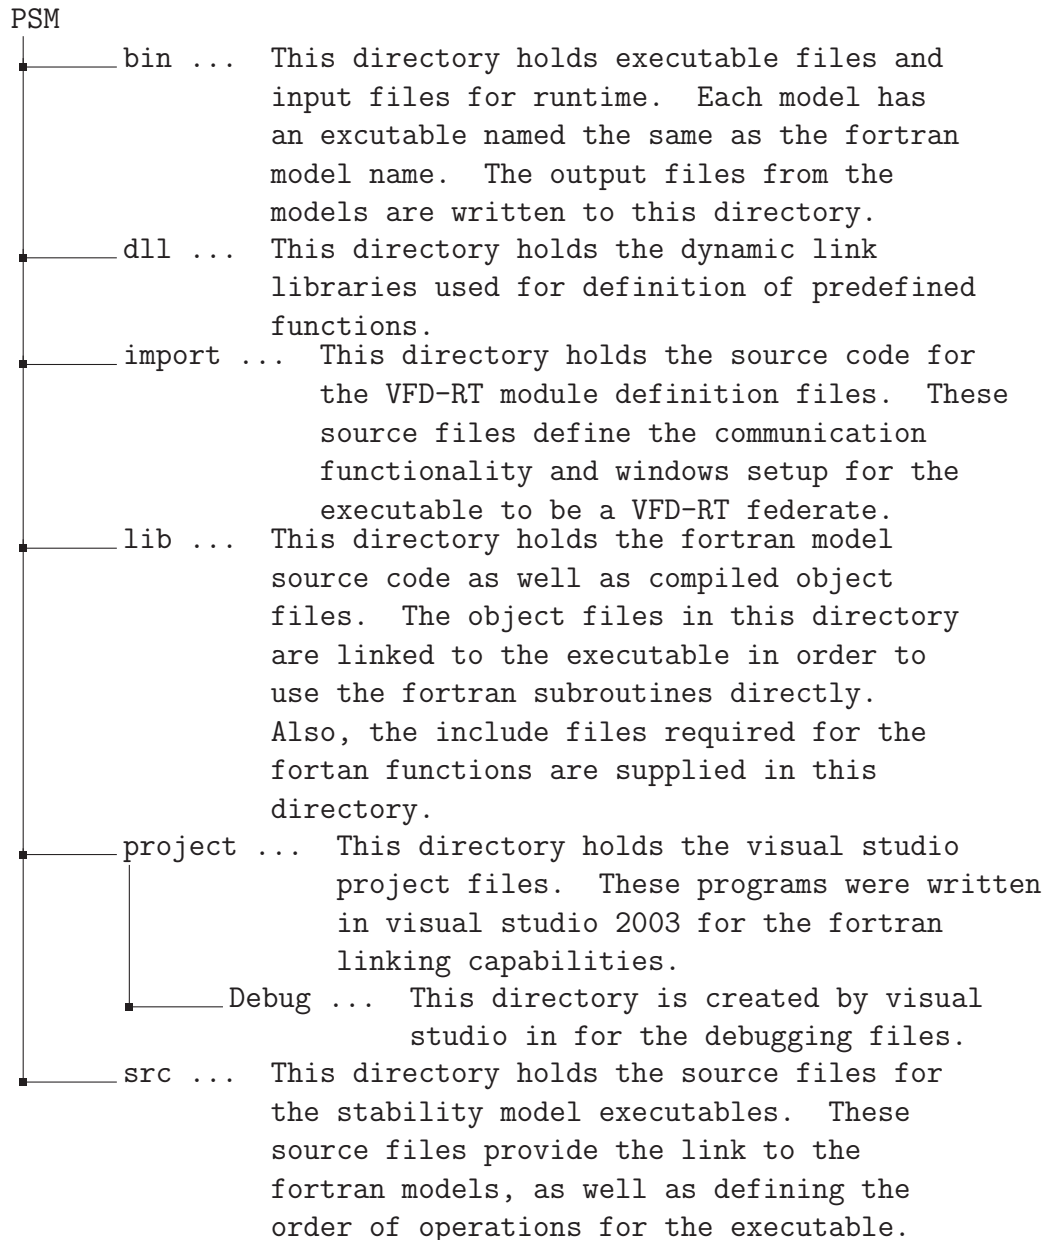 PSM
bin ... This directory holds executable files and
input files for runtime. Each model has
an excutable named the same as the fortran
model name. The output files from the
models are written to this directory.
dll ... This directory holds the dynamic link
libraries used for definition of predefined
functions.
import ... This directory holds the source code for
the VFD-RT module definition files. These
source files define the communication
functionality and windows setup for the
executable to be a VFD-RT federate.
lib ... This directory holds the fortran model
source code as well as compiled object
files. The object files in this directory
are linked to the executable in order to
use the fortran subroutines directly.
Also, the include files required for the
fortan functions are supplied in this
directory.
project ... This directory holds the visual studio
project files. These programs were written
in visual studio 2003 for the fortran
linking capabilities.
Debug ... This directory is created by visual
studio in for the debugging files.
src ... This directory holds the source files for
the stability model executables. These
source files provide the link to the
fortran models, as well as defining the
order of operations for the executable.